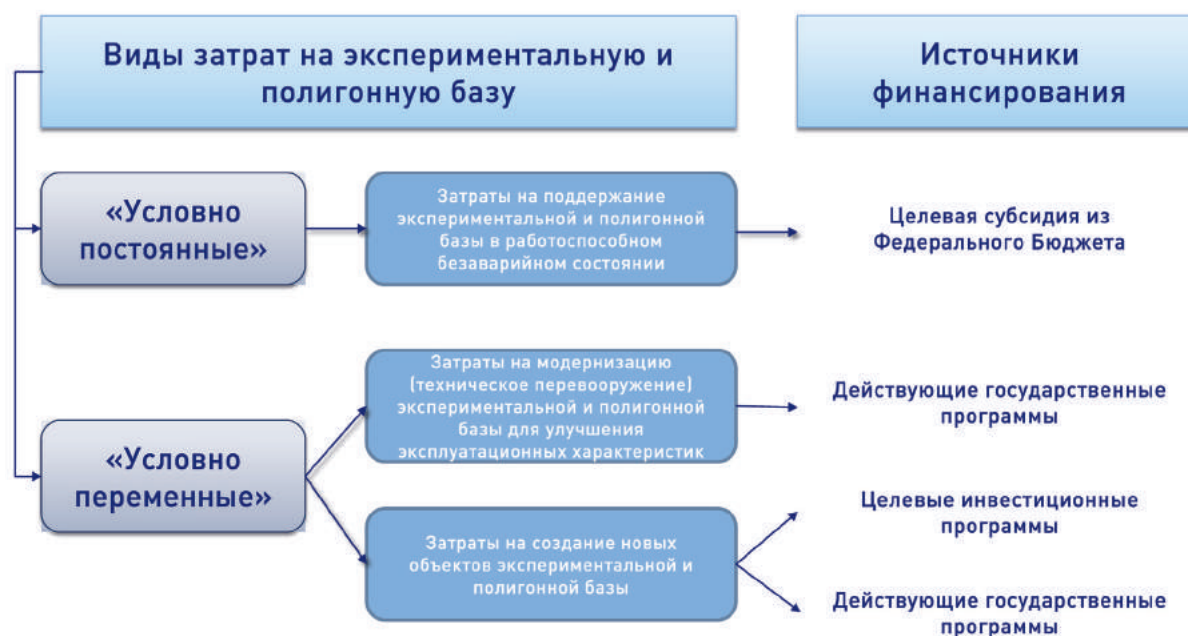 Виды затрат на экспериментальную и
полигонную базу
Источники
финансирования
«Условно
постоянные»
Затраты на поддержание
экспериментальной и полигонной
базы в работоспособном
безаварийном состоянии
Целевая субсидия из
Федерального Бюджета
«Условно
переменные»
Затраты на модернизацию
(техническое перевооружение)
экспериментальной и полигонной
базы для улучшения
эксплуатационных характеристик
Действующие государственные
программы
Затраты на создание новых
объектов экспериментальной и
полигонной базы
Целевые инвестиционные
программы
Действующие государственные
программы